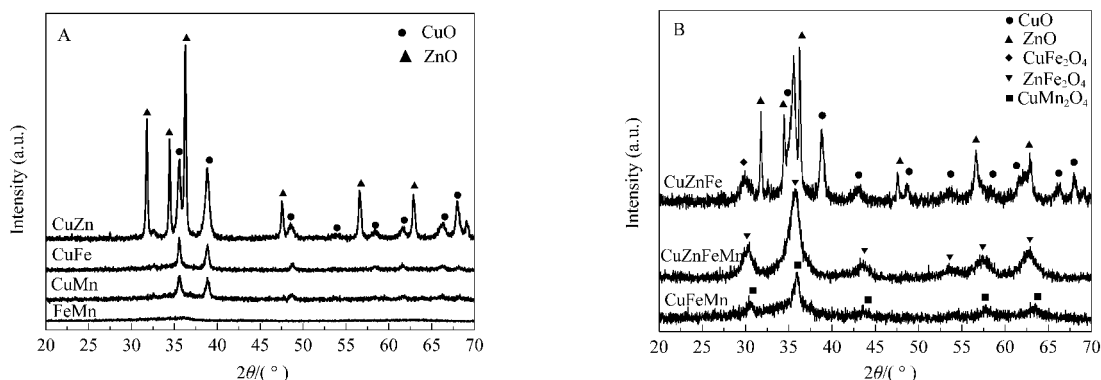 A
● CuO
▲ ZnO
Intensity (a.u.)
CuZn
CuFe
CuMn
FeMn
20 25 30 35 40 45 50 55 60 65 70
2θ/( ° )
B
● CuO
▲ ZnO
◆ CuFe₂O₄
▼ ZnFe₂O₄
■ CuMn₂O₄
Intensity (a.u.)
CuZnFe
CuZnFeMn
CuFeMn
20 25 30 34 40 45 50 55 60 65 70
2θ/( ° )